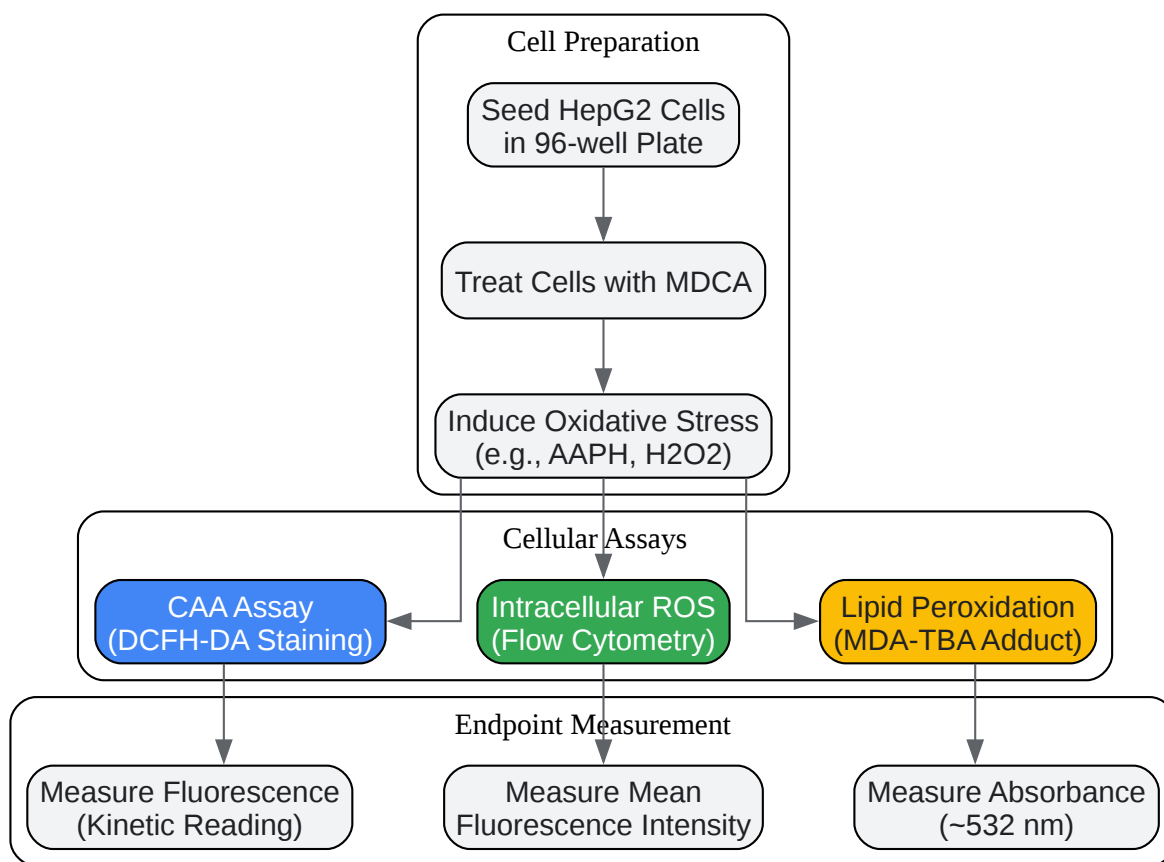 Cell Preparation
Seed HepG2 Cells
in 96-well Plate
Treat Cells with MDCA
Induce Oxidative Stress
(e.g., AAPH, H2O2)
Cellular Assays
CAA Assay
(DCFH-DA Staining)
Intracellular ROS
(Flow Cytometry)
Lipid Peroxidation
(MDA-TBA Adduct)
Endpoint Measurement
Measure Fluorescence
(Kinetic Reading)
Measure Mean
Fluorescence Intensity
Measure Absorbance
(~532 nm)